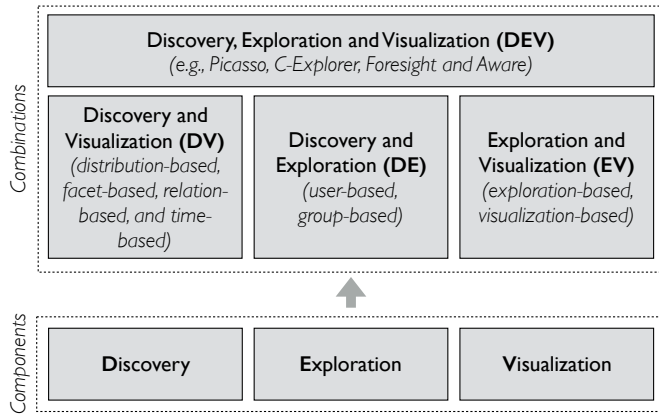 Combinations
Discovery, Exploration and Visualization (DEV)
(e.g., Picasso, C-Explorer, Foresight and Aware)
Discovery and
Visualization (DV)
(distribution-based,
facet-based, relation-
based, and time-
based)
Discovery and
Exploration (DE)
(user-based,
group-based)
Exploration and
Visualization (EV)
(exploration-based,
visualization-based)
Components
Discovery
Exploration
Visualization